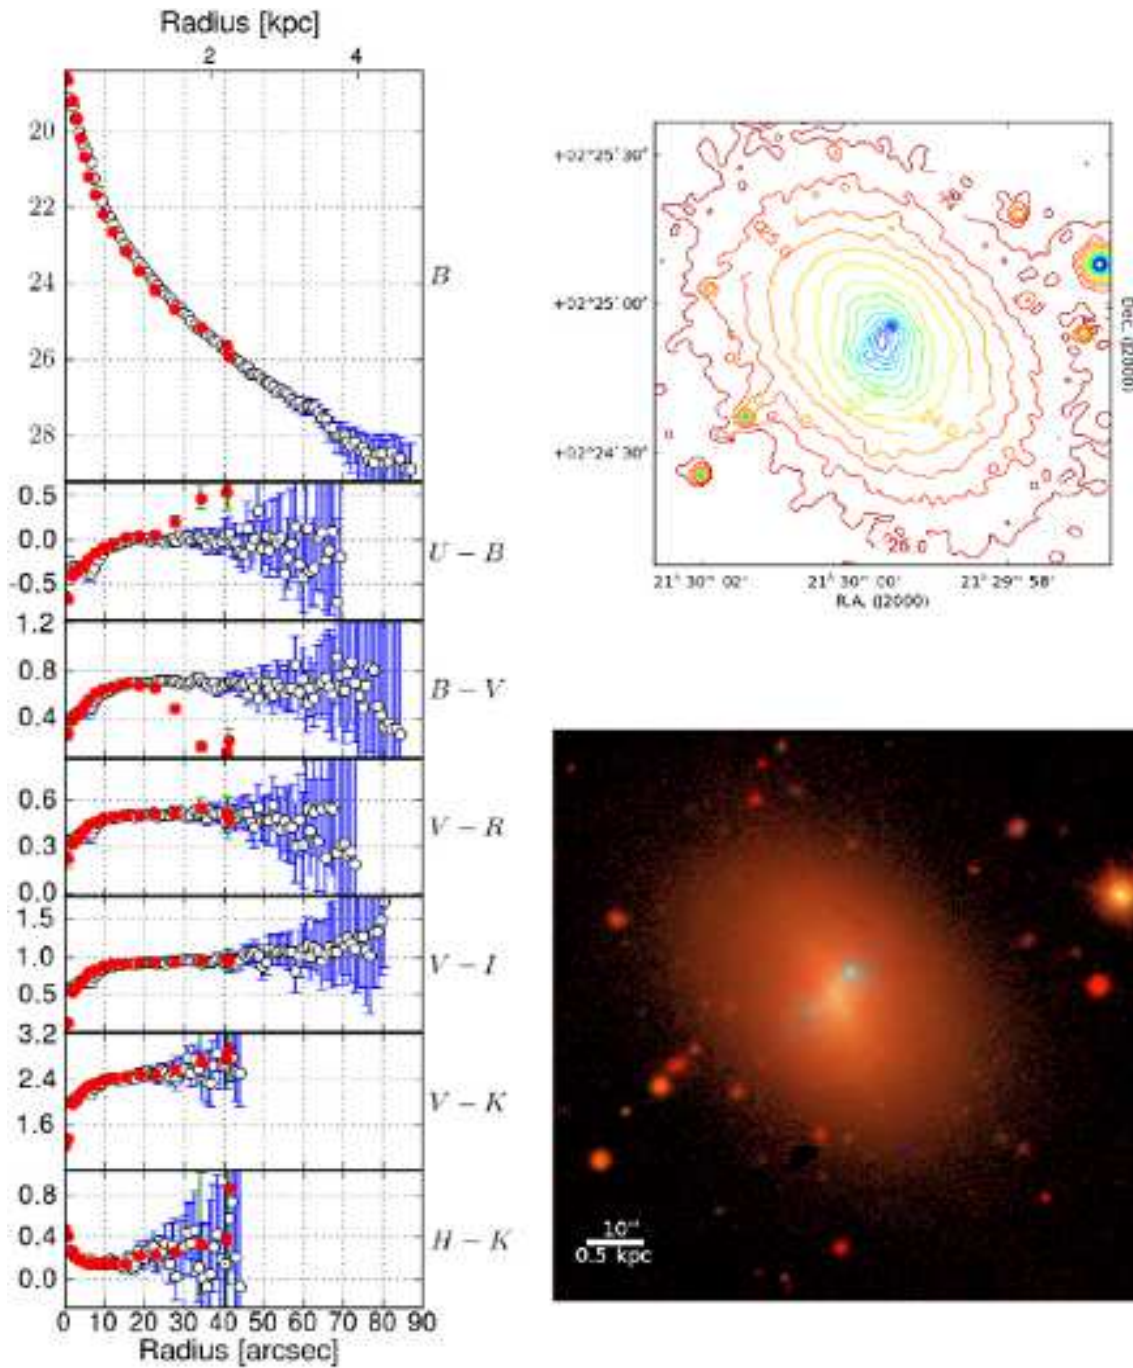 Radius [kpc]
2 4
20
22
24
26
28
B
0.5
0.0
-0.5
U − B
1.2
0.8
0.4
B − V
0.6
0.3
0.0
V − R
1.5
1.0
0.5
V − I
3.2
2.4
1.6
V − K
0.8
0.4
0.0
H − K
0 10 20 30 40 50 60 70 80 90
Radius [arcsec]
+02°25'30"
+02°25'00"
+02°24'30"
26
26.0
Dec. (J2000)
21ʰ 30ᵐ 02ˢ 21ʰ 30ᵐ 00ˢ 21ʰ 29ᵐ 58ˢ
R.A. (J2000)
10"
0.5 kpc